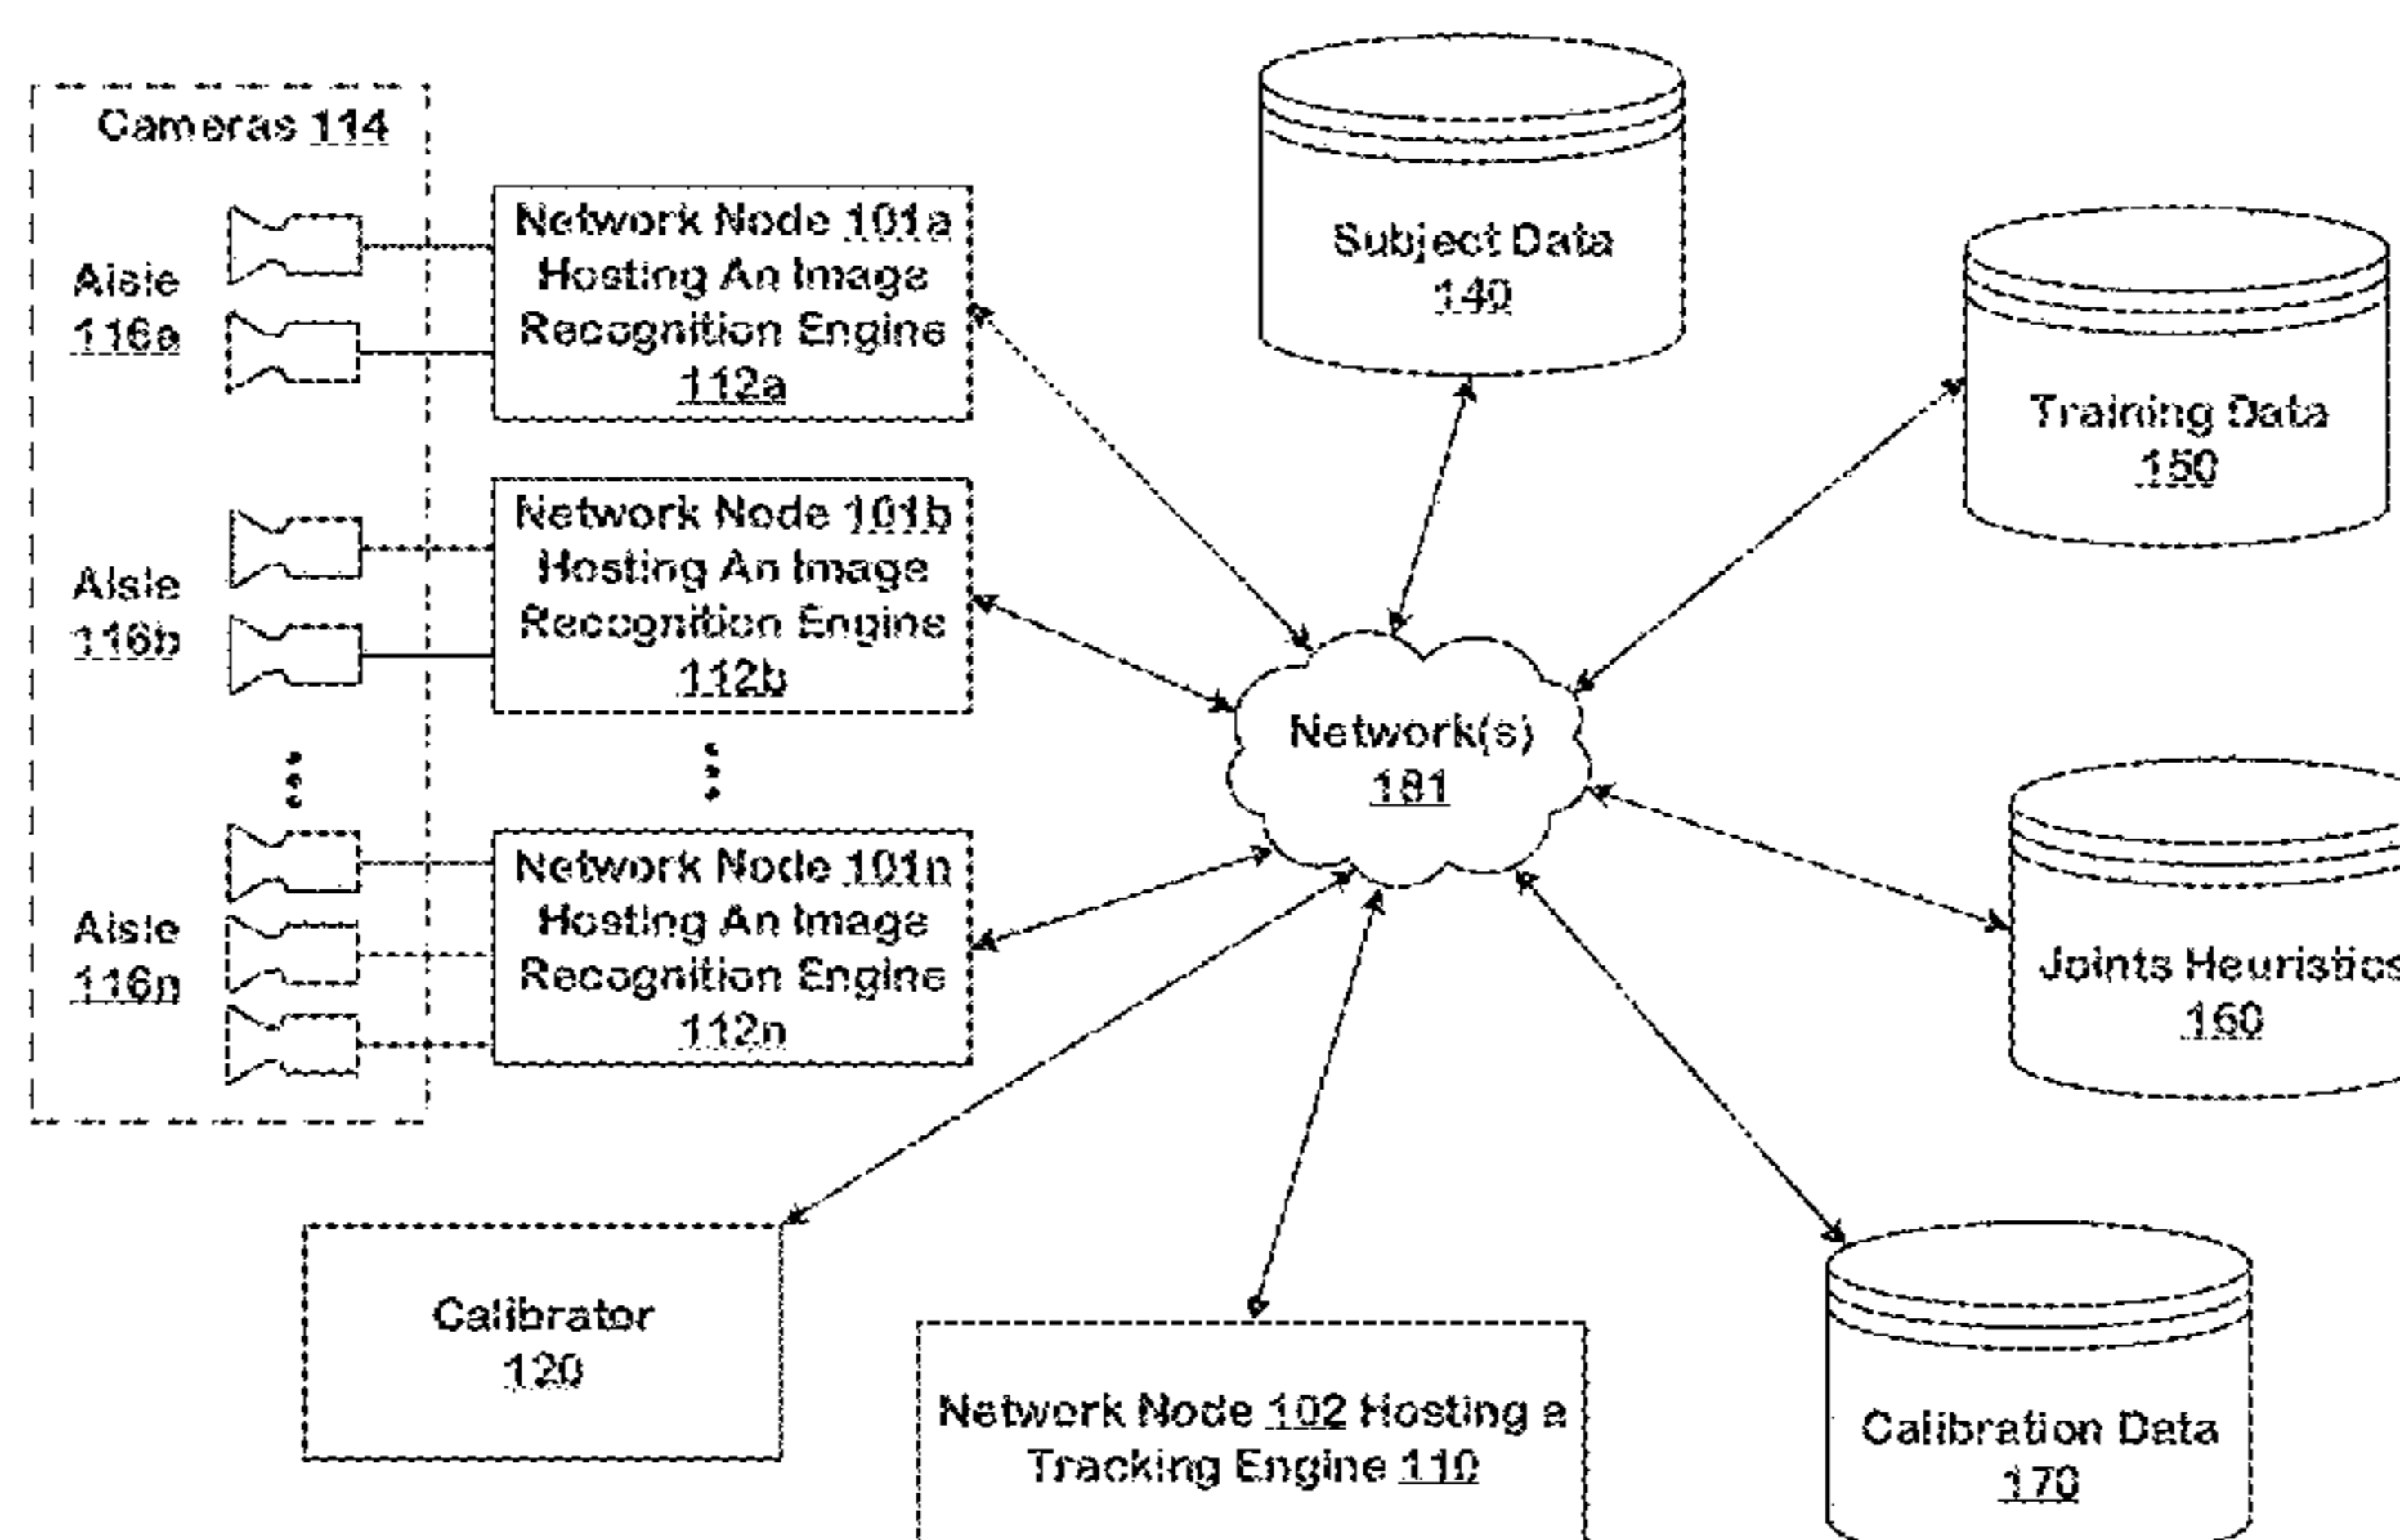 Cameras 114
Aisle
116a
Network Node 101a
Hosting An Image
Recognition Engine
112a
Aisle
116b
Network Node 101b
Hosting An Image
Recognition Engine
112b
Aisle
116n
Network Node 101n
Hosting An Image
Recognition Engine
112n
Subject Data
140
Training Data
150
Network(s)
181
Joints Heuristics
160
Calibrator
120
Network Node 102 Hosting a
Tracking Engine 110
Calibration Data
170